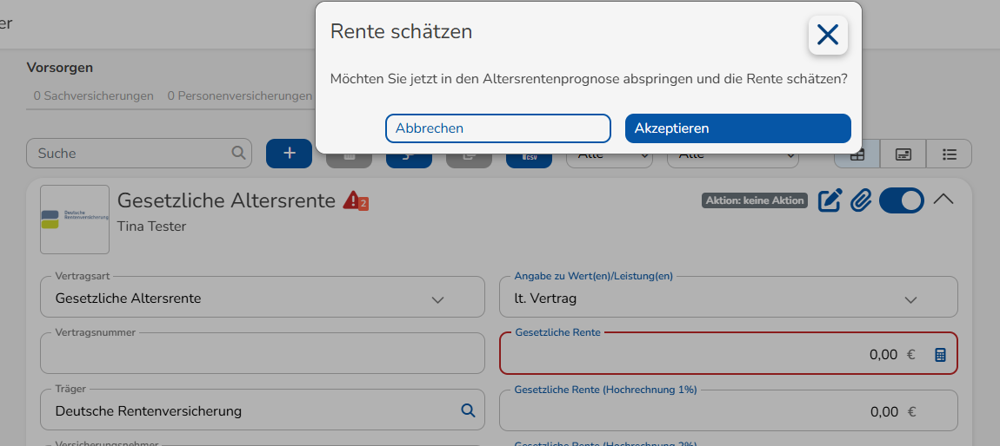 er
Rente schätzen
Möchten Sie jetzt in den Altersrentenprognose abspringen und die Rente schätzen?
Abbrechen
Akzeptieren
Vorsorgen
0 Sachversicherungen 0 Personenversicherungen
Suche
CSV
Alle
Alle
Deutsche
Rentenversicherung
Gesetzliche Altersrente
2
Tina Tester
Aktion: keine Aktion
Vertragsart
Gesetzliche Altersrente
Angabe zu Wert(en)/Leistung(en)
lt. Vertrag
Vertragsnummer
Gesetzliche Rente
0,00 €
Träger
Deutsche Rentenversicherung
Gesetzliche Rente (Hochrechnung 1%)
0,00 €
Versicherungsnehmer
Gesetzliche Rente (Hochrechnung 2%)